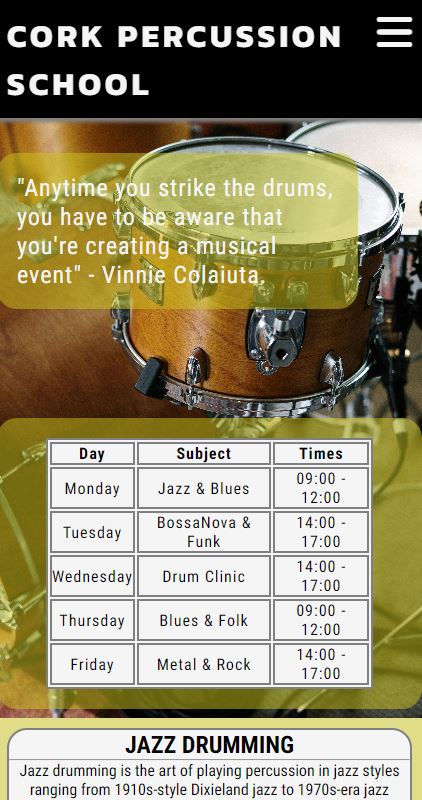 CORK PERCUSSION
SCHOOL
"Anytime you strike the drums,
you have to be aware that
you're creating a musical
event" - Vinnie Colaiuta.
Day Subject Times
Monday Jazz & Blues 09:00 -
12:00
Tuesday BossaNova &
Funk 14:00 -
17:00
Wednesday Drum Clinic 14:00 -
17:00
Thursday Blues & Folk 09:00 -
12:00
Friday Metal & Rock 14:00 -
17:00
JAZZ DRUMMING
Jazz drumming is the art of playing percussion in jazz styles
ranging from 1910s-style Dixieland jazz to 1970s-era jazz